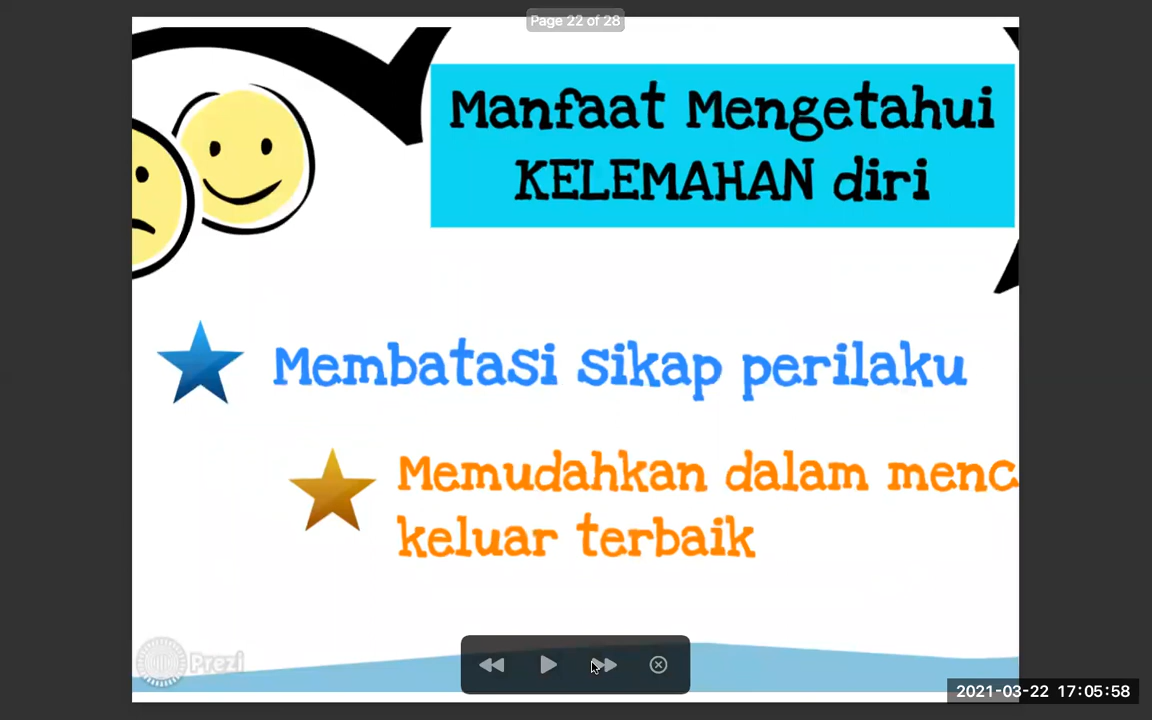 Page 22 of 28
Manfaat Mengetahui
KELEMAHAN diri
Membatasi sikap perilaku
Memudahkan dalam menc
keluar terbaik
Prezi
2021-03-22 17:05:58